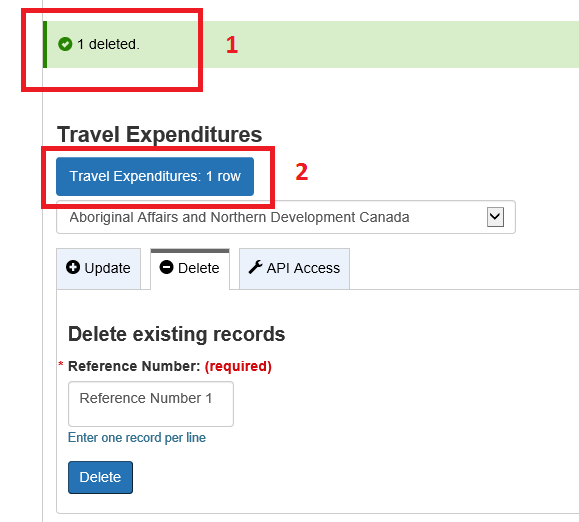 1 deleted.
1
Travel Expenditures
Travel Expenditures: 1 row
2
Aboriginal Affairs and Northern Development Canada
Update Delete API Access
Delete existing records
* Reference Number: (required)
Reference Number 1
Enter one record per line
Delete